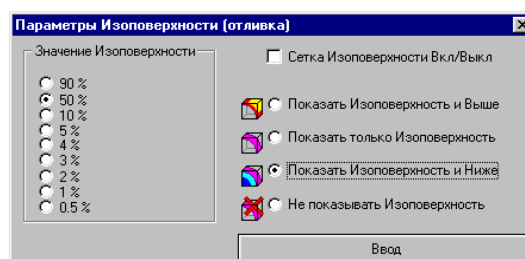 Параметры Изоповерхности (отливка)
Значение Изоповерхности
90 %
50 %
10 %
5 %
4 %
3 %
2 %
1 %
0.5 %
Сетка Изоповерхности Вкл/Выкл
Показать Изоповерхность и Выше
Показать только Изоповерхность
Показать Изоповерхность и Ниже
Не показывать Изоповерхность
Ввод